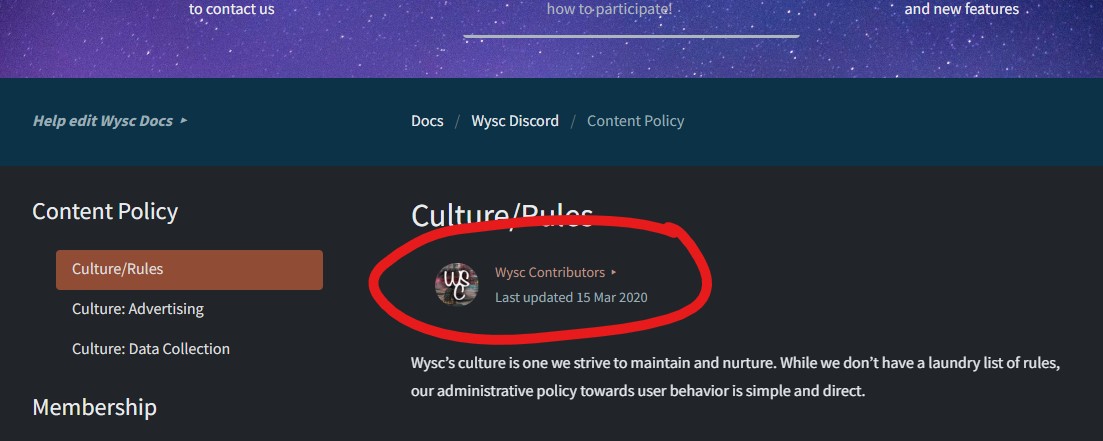 to contact us
how to participate!
and new features
Help edit Wysc Docs ▸
Docs / Wysc Discord / Content Policy
Content Policy
Culture/Rules
Culture: Advertising
Culture: Data Collection
Membership
Culture/Rules
WSC
Wysc Contributors ▸
Last updated 15 Mar 2020
Wysc’s culture is one we strive to maintain and nurture. While we don’t have a laundry list of rules,
our administrative policy towards user behavior is simple and direct.